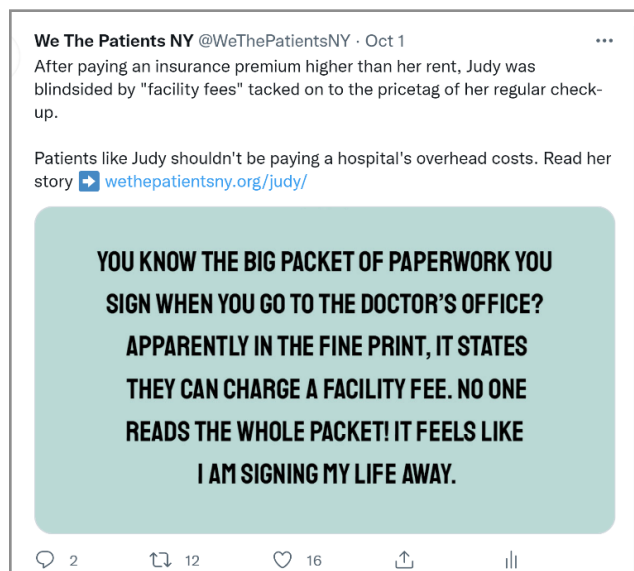 We The Patients NY @WeThePatientsNY · Oct 1
After paying an insurance premium higher than her rent, Judy was
blindsided by "facility fees" tacked on to the pricetag of her regular check-
up.
Patients like Judy shouldn't be paying a hospital's overhead costs. Read her
story ➡️ wethepatientsny.org/judy/
YOU KNOW THE BIG PACKET OF PAPERWORK YOU
SIGN WHEN YOU GO TO THE DOCTOR'S OFFICE?
APPARENTLY IN THE FINE PRINT, IT STATES
THEY CAN CHARGE A FACILITY FEE. NO ONE
READS THE WHOLE PACKET! IT FEELS LIKE
I AM SIGNING MY LIFE AWAY.
2 12 16